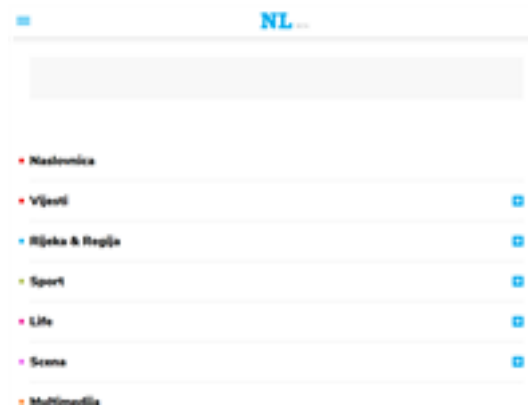 NL
Naslovnica
Vijesti
Rijeka & Regija
Sport
Life
Scena
Multimedija